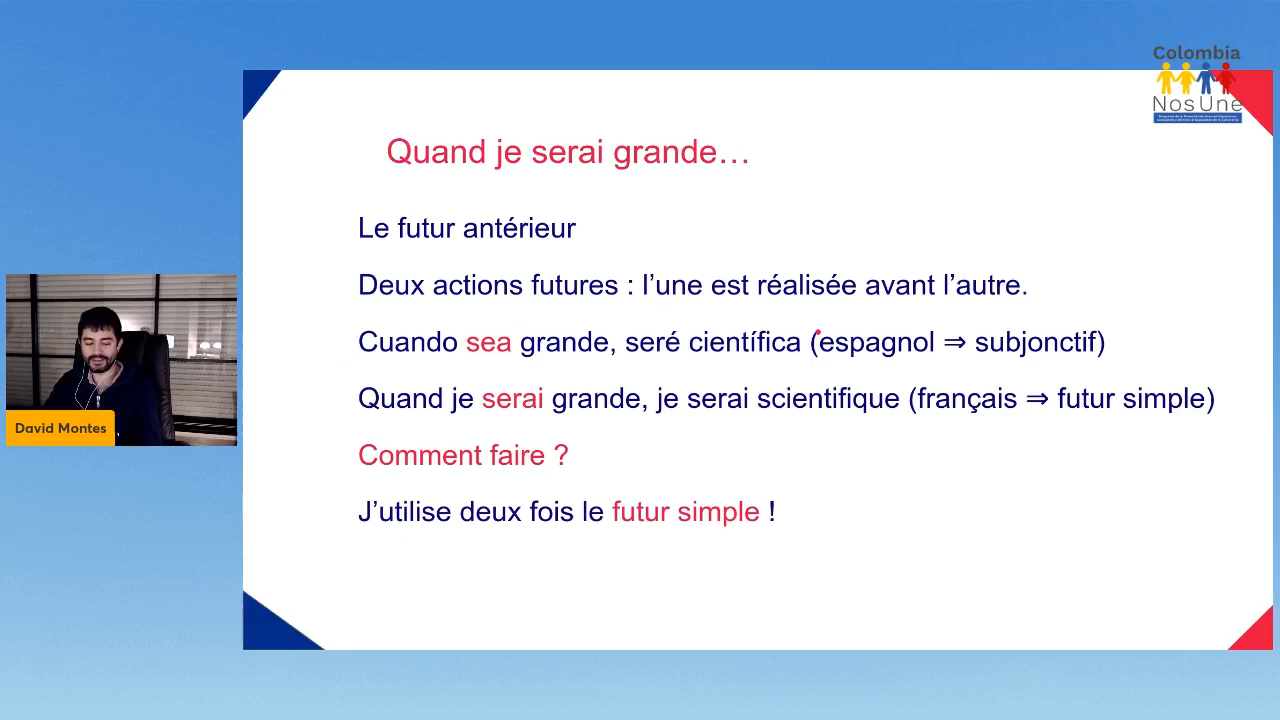 Colombia
NosUne
Quand je serai grande…
Le futur antérieur
Deux actions futures : l’une est réalisée avant l’autre.
Cuando sea grande, seré científica (espagnol ⇒ subjonctif)
Quand je serai grande, je serai scientifique (français ⇒ futur simple)
Comment faire ?
J’utilise deux fois le futur simple !
David Montes